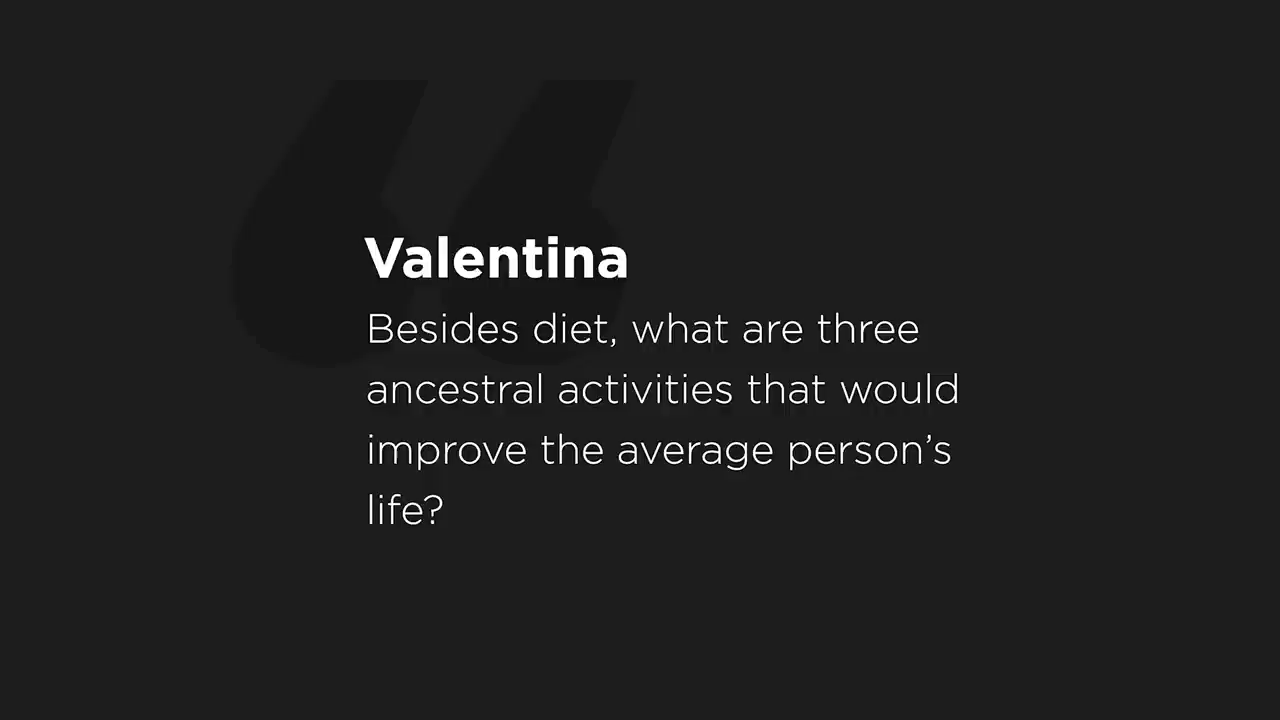 Valentina
Besides diet, what are three
ancestral activities that would
improve the average person’s
life?